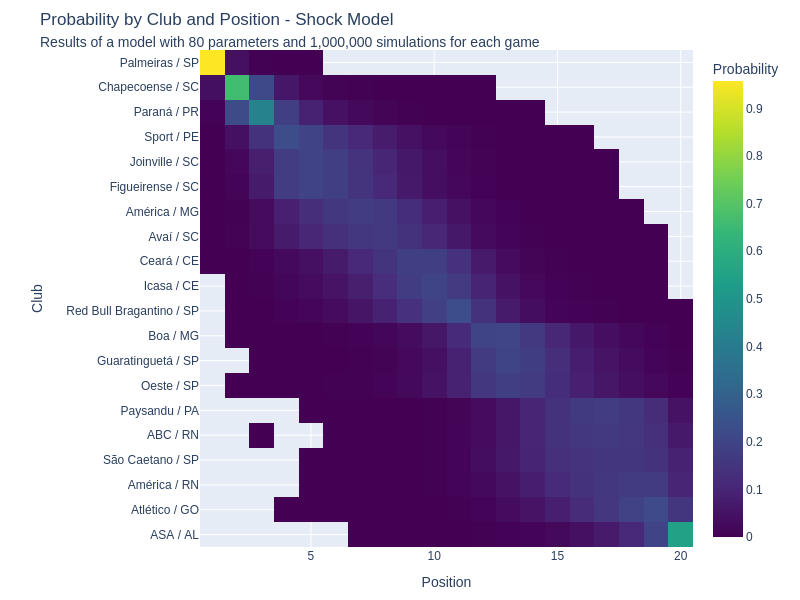 Probability by Club and Position - Shock Model
Results of a model with 80 parameters and 1,000,000 simulations for each game
Probability
Palmeiras / SP
Chapecoense / SC
Paraná / PR
Sport / PE
Joinville / SC
Figueirense / SC
América / MG
Avaí / SC
Ceará / CE
Icasa / CE
Red Bull Bragantino / SP
Boa / MG
Guaratinguetá / SP
Oeste / SP
Paysandu / PA
ABC / RN
São Caetano / SP
América / RN
Atlético / GO
ASA / AL
Club
5
10
15
20
Position
0.9
0.8
0.7
0.6
0.5
0.4
0.3
0.2
0.1
0